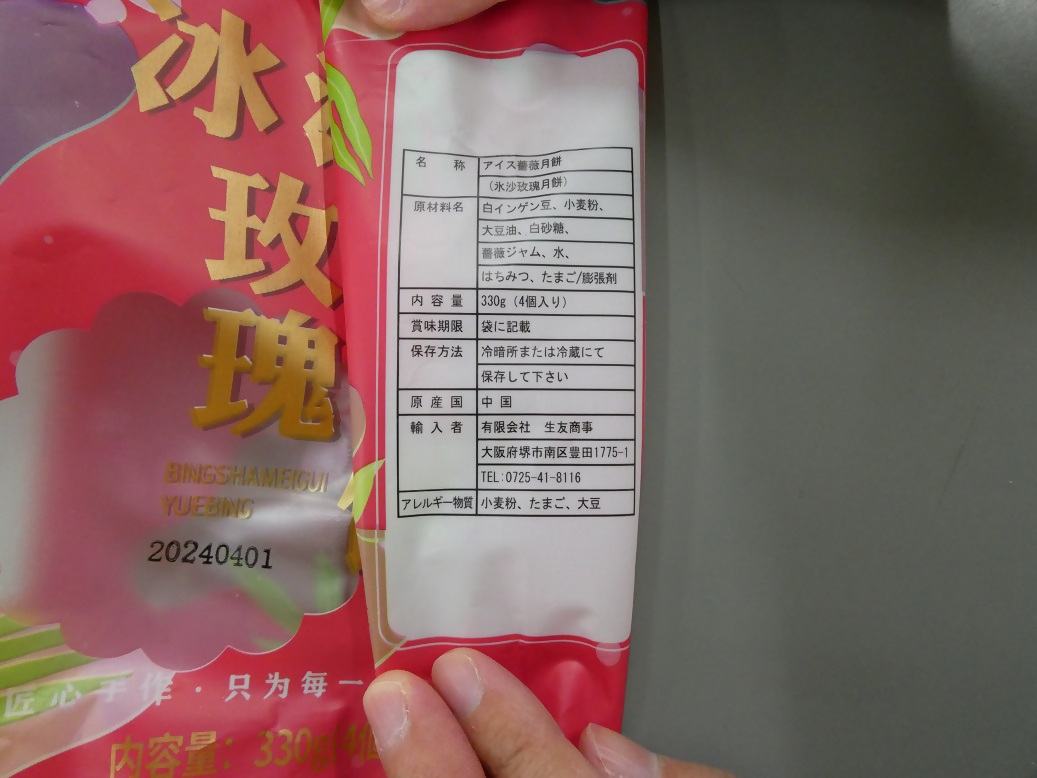 冰
玫
瑰
BINGSHAMEIGUI
YUEBING
20240401
匠心手作·只为每一
内容量: 330g(4個
名 称 アイス薔薇月餅
（氷沙玫瑰月餅）
原材料名 白インゲン豆、小麦粉、
大豆油、白砂糖、
薔薇ジャム、水、
はちみつ、たまご/膨張剤
内容量 330g（4個入り）
賞味期限 袋に記載
保存方法 冷暗所または冷蔵にて
保存して下さい
原産国 中国
輸入者 有限会社 生友商事
大阪府堺市南区豊田1775-1
TEL:0725-41-8116
アレルギー物質 小麦粉、たまご、大豆